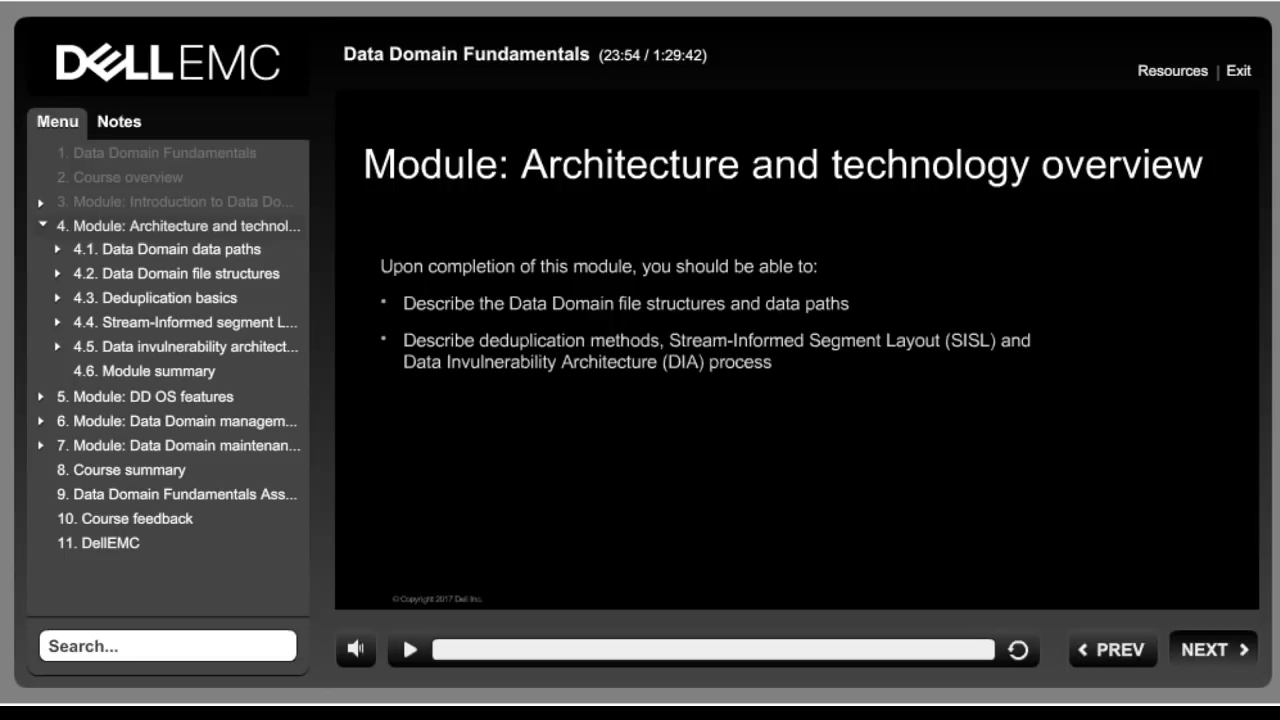 DELLEMC
Data Domain Fundamentals (23:54 / 1:29:42)
Resources | Exit
Menu Notes
1. Data Domain Fundamentals
2. Course overview
3. Module: Introduction to Data Do...
4. Module: Architecture and technol...
4.1. Data Domain data paths
4.2. Data Domain file structures
4.3. Deduplication basics
4.4. Stream-Informed segment L...
4.5. Data invulnerability architect...
4.6. Module summary
5. Module: DD OS features
6. Module: Data Domain managem...
7. Module: Data Domain maintenan...
8. Course summary
9. Data Domain Fundamentals Ass...
10. Course feedback
11. DellEMC
Search...
Module: Architecture and technology overview
Upon completion of this module, you should be able to:
• Describe the Data Domain file structures and data paths
• Describe deduplication methods, Stream-Informed Segment Layout (SISL) and
Data Invulnerability Architecture (DIA) process
© Copyright 2017 Dell Inc.
< PREV
NEXT >